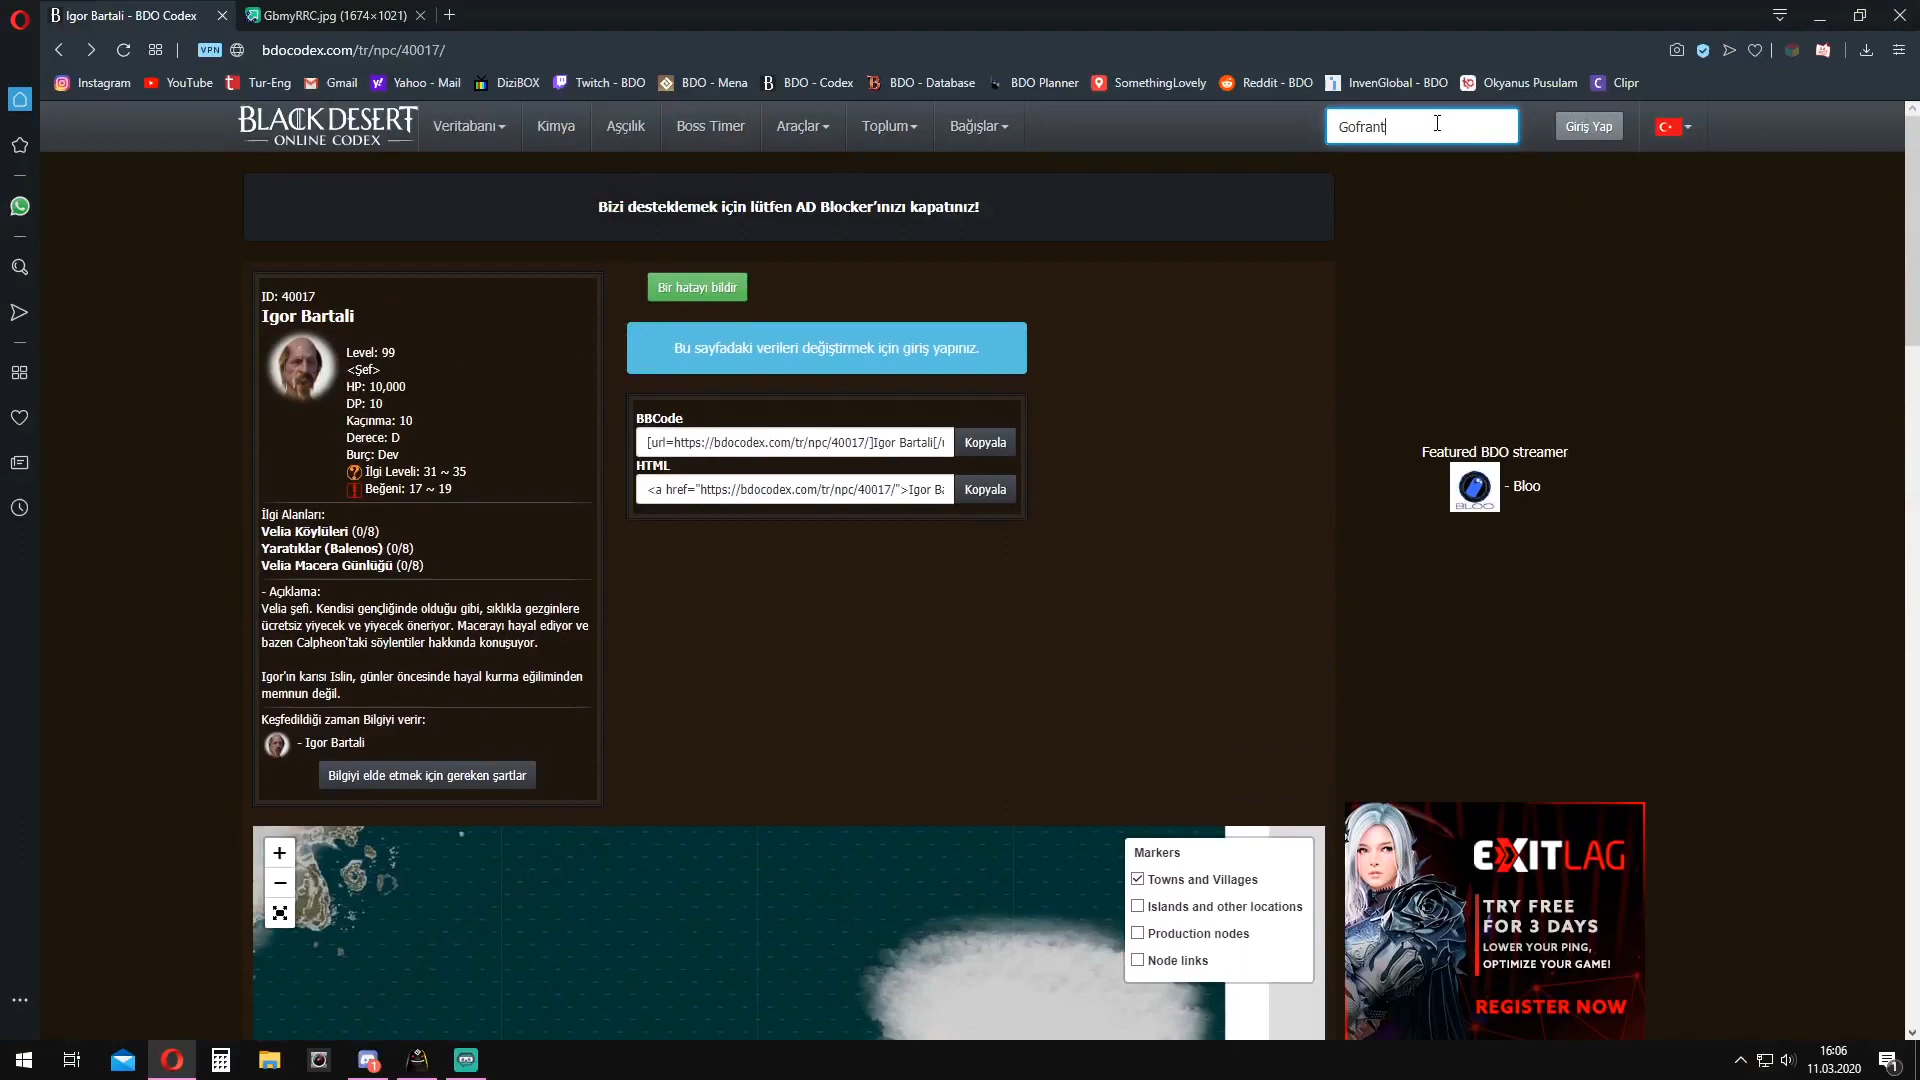 Igor Bartali - BDO Codex
GbmyRRC.jpg (1674×1021)
VPN
bdocodex.com/tr/npc/40017/
Instagram
YouTube
Tur-Eng
Gmail
Yahoo - Mail
DiziBOX
Twitch - BDO
BDO - Mena
BDO - Codex
BDO - Database
BDO Planner
SomethingLovely
Reddit - BDO
InvenGlobal - BDO
Okyanus Pusulam
Clipr
BLACK DESERT
ONLINE CODEX
Veritabanı
Kimya
Aşçılık
Boss Timer
Araçlar
Toplum
Bağışlar
Gofrant
Giriş Yap
Bizi desteklemek için lütfen AD Blocker’ınızı kapatınız!
ID: 40017
Igor Bartali
Level: 99
<Şef>
HP: 10,000
DP: 10
Kaçınma: 10
Derece: D
Burç: Dev
İlgi Leveli: 31 ~ 35
Beğeni: 17 ~ 19
İlgi Alanları:
Velia Köylüleri (0/8)
Yaratıklar (Balenos) (0/8)
Velia Macera Günlüğü (0/8)
- Açıklama:
Velia şefi. Kendisi gençliğinde olduğu gibi, sıklıkla gezginlere
ücretsiz yiyecek ve yiyecek öneriyor. Macerayı hayal ediyor ve
bazen Calpheon'taki söylentiler hakkında konuşuyor.
Igor'ın karısı Islin, günler öncesinde hayal kurma eğiliminden
memnun değil.
Keşfedildiği zaman Bilgiyi verir:
- Igor Bartali
Bilgiyi elde etmek için gereken şartlar
Bir hatayı bildir
Bu sayfadaki verileri değiştirmek için giriş yapınız.
BBCode
[url=https://bdocodex.com/tr/npc/40017/]Igor Bartali[/u
Kopyala
HTML
<a href="https://bdocodex.com/tr/npc/40017/">Igor Ba
Kopyala
Featured BDO streamer
BLOO
- Bloo
+
−
Markers
Towns and Villages
Islands and other locations
Production nodes
Node links
EXITLAG
TRY FREE
FOR 3 DAYS
LOWER YOUR PING,
OPTIMIZE YOUR GAME!
REGISTER NOW
1
16:06
11.03.2020
1